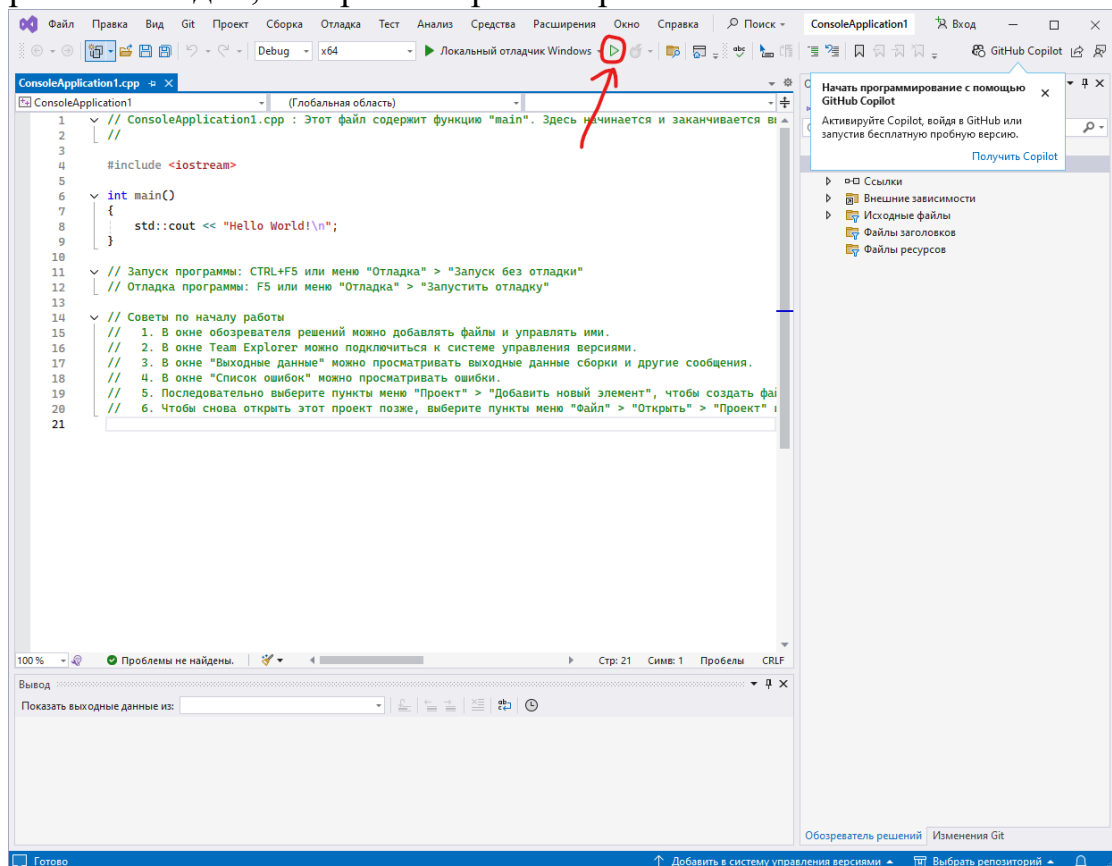 Файл Правка Вид Git Проект Сборка Отладка Тест Анализ Средства Расширения Окно Справка Поиск ConsoleApplication1 Вход
Debug x64 Локальный отладчик Windows GitHub Copilot
ConsoleApplication1.cpp
ConsoleApplication1 (Глобальная область)
Начать программирование с помощью GitHub Copilot
Активируйте Copilot, войдя в GitHub или
запустив бесплатную пробную версию.
Получить Copilot
1 // ConsoleApplication1.cpp : Этот файл содержит функцию "main". Здесь начинается и заканчивается
2 //
3
4 #include <iostream>
5
6 int main()
7 {
8 std::cout << "Hello World!\n";
9 }
10
11 // Запуск программы: CTRL+F5 или меню "Отладка" > "Запуск без отладки"
12 // Отладка программы: F5 или меню "Отладка" > "Запустить отладку"
13
14 // Советы по началу работы
15 // 1. В окне обозревателя решений можно добавлять файлы и управлять ими.
16 // 2. В окне Team Explorer можно подключиться к системе управления версиями.
17 // 3. В окне "Выходные данные" можно просматривать выходные данные сборки и другие сообщения.
18 // 4. В окне "Список ошибок" можно просматривать ошибки.
19 // 5. Последовательно выберите пункты меню "Проект" > "Добавить новый элемент", чтобы создать
20 // 6. Чтобы снова открыть этот проект позже, выберите пункты меню "Файл" > "Открыть" > "Проект"
21
Ссылки
Внешние зависимости
Исходные файлы
Файлы заголовков
Файлы ресурсов
100 % Проблемы не найдены. Стр: 21 Симв: 1 Пробелы CRLF
Вывод
Показать выходные данные из:
Обозреватель решений Изменения Git
Готово Добавить в систему управления версиями Выбрать репозиторий